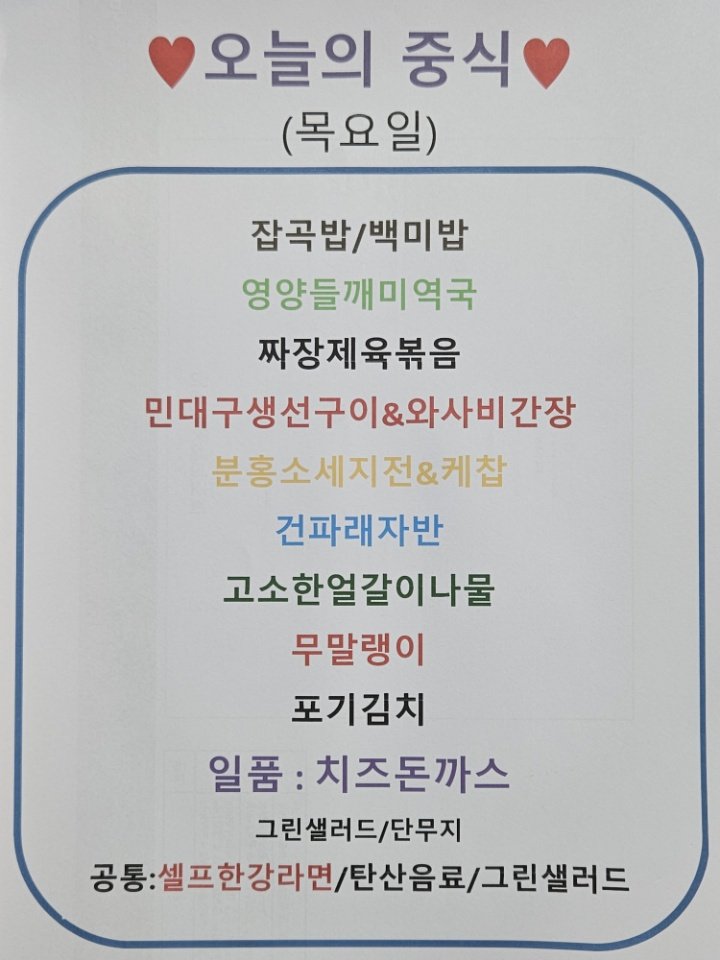 ♥오늘의 중식♥
(목요일)
잡곡밥/백미밥
영양들깨미역국
짜장제육볶음
민대구생선구이&와사비간장
분홍소세지전&케찹
건파래자반
고소한얼갈이나물
무말랭이
포기김치
일품 : 치즈돈까스
그린샐러드/단무지
공통:셀프한강라면/탄산음료/그린샐러드